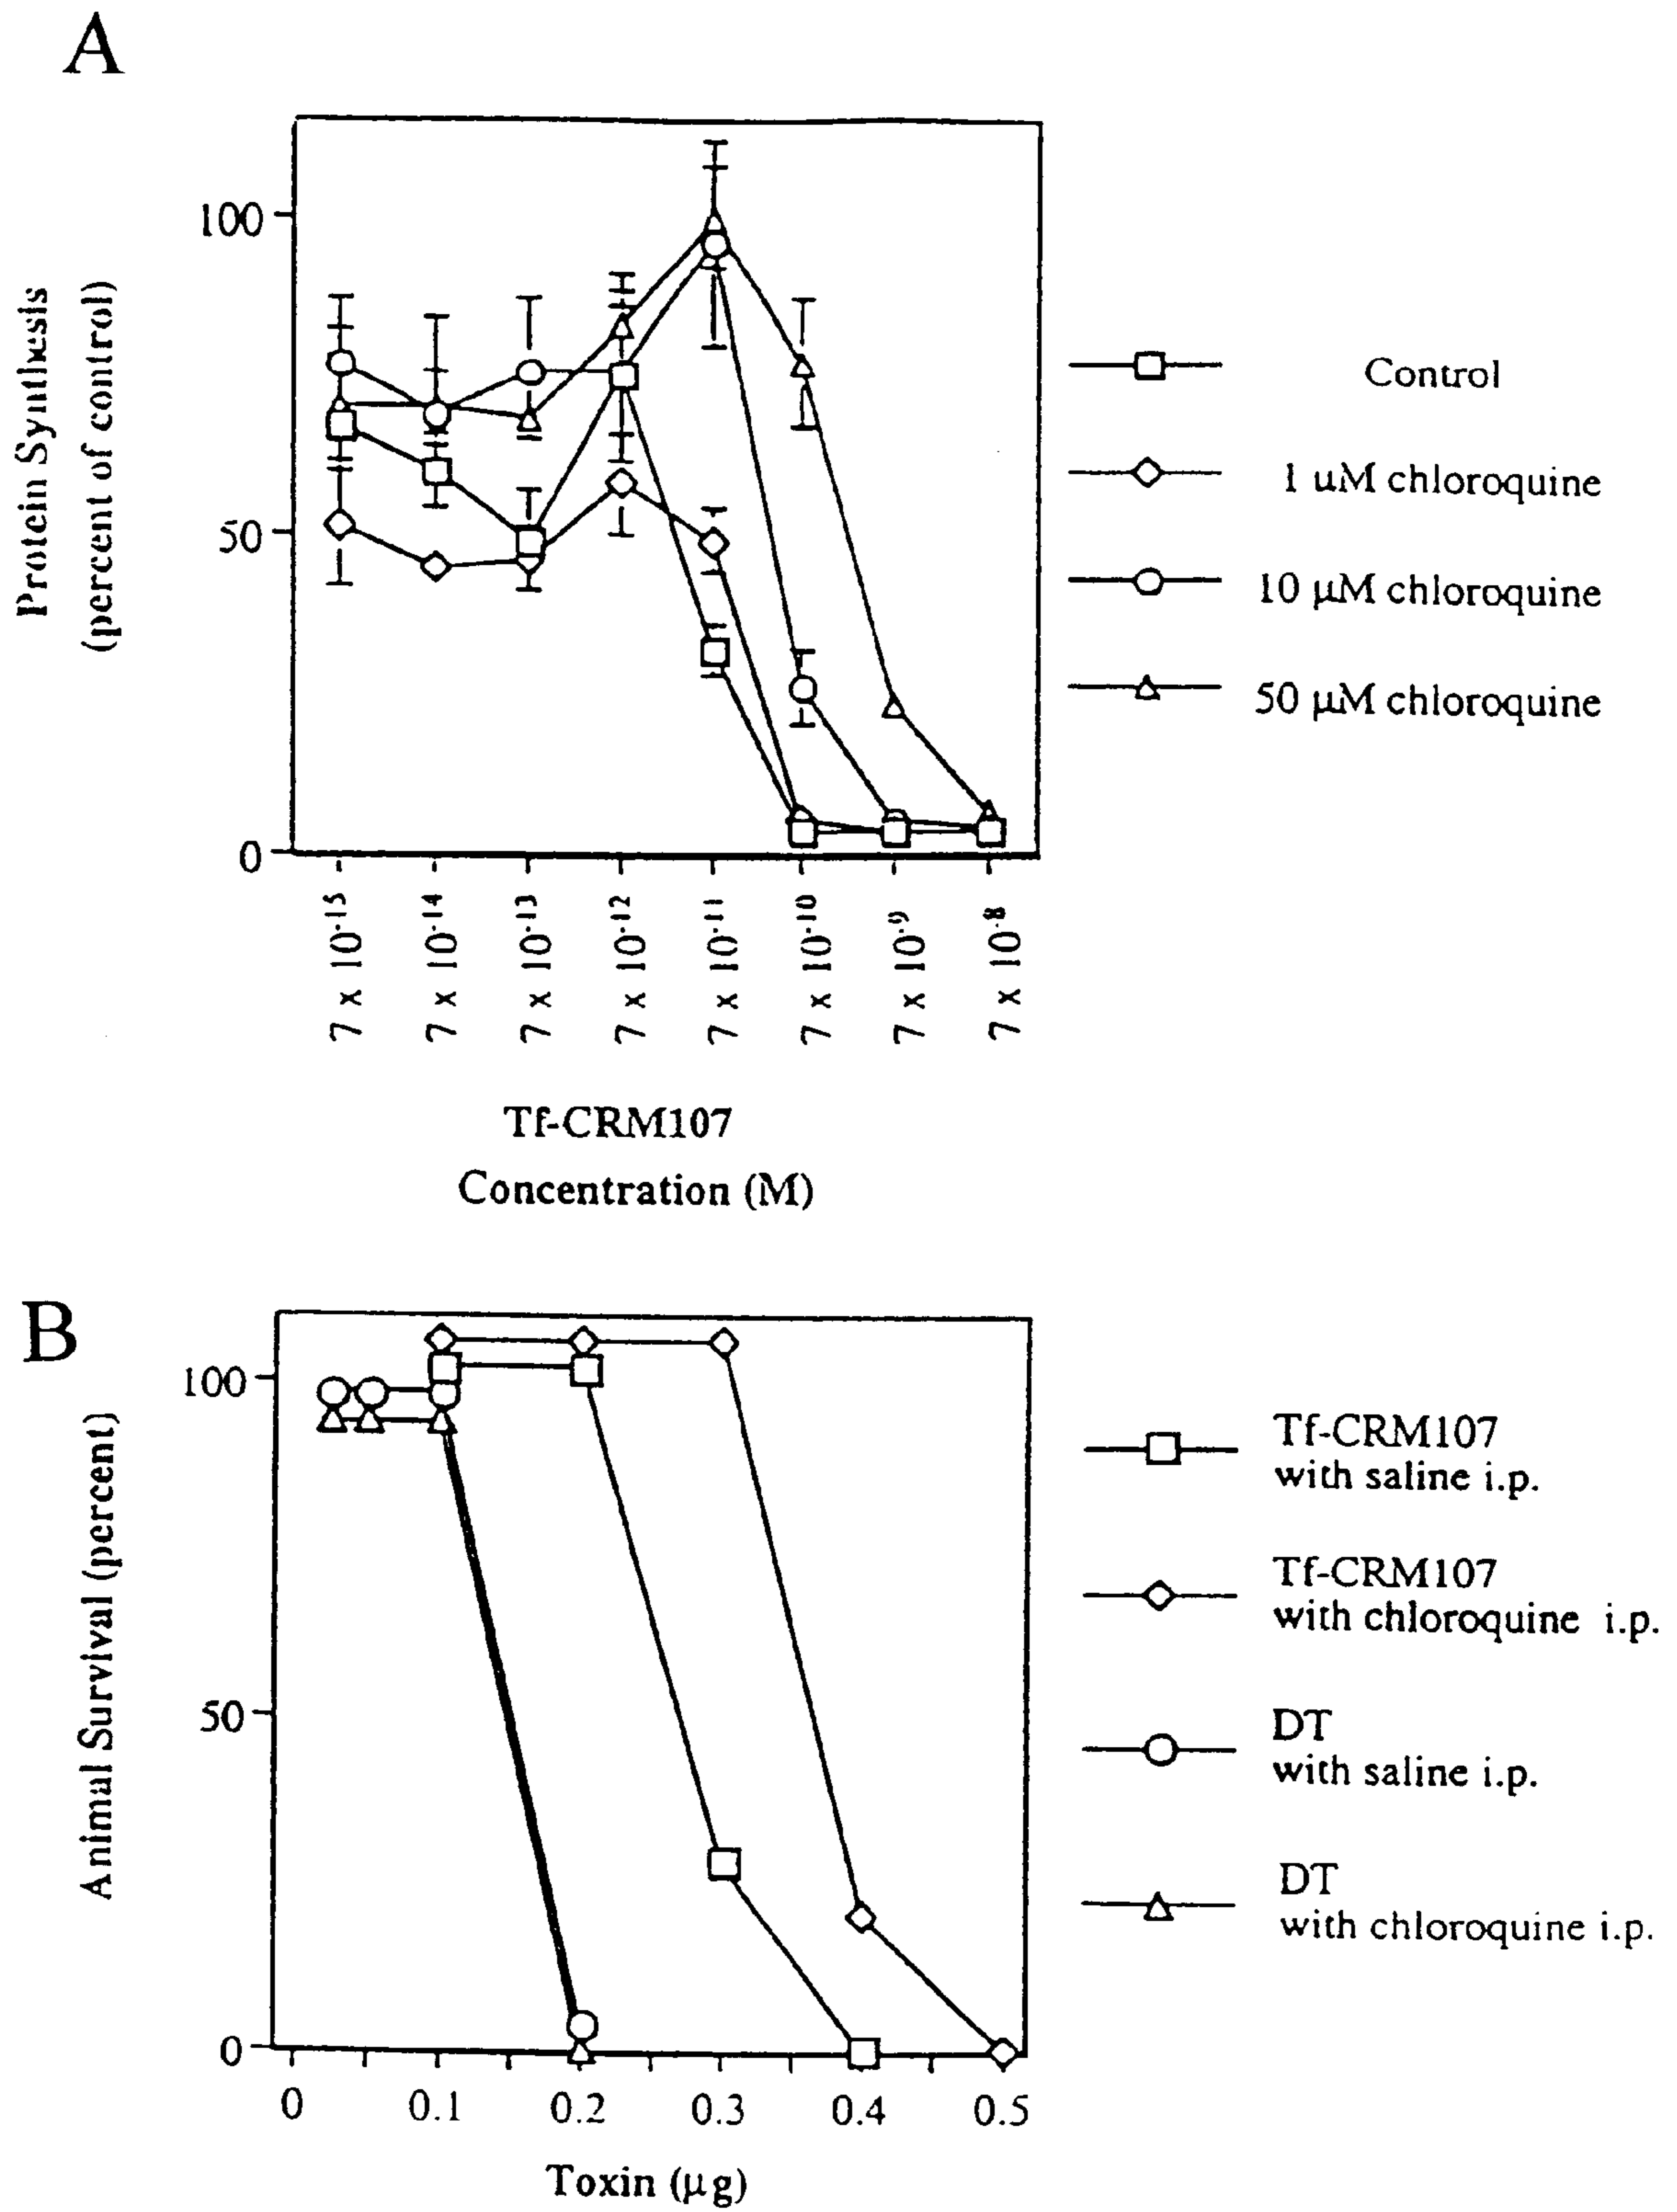 A
Protein Synthesis
(percent of control)
100
50
0
7 x 10-15
7 x 10-14
7 x 10-13
7 x 10-12
7 x 10-11
7 x 10-10
7 x 10-9
7 x 10-8
Tf-CRM107
Concentration (M)
Control
1 uM chloroquine
10 µM chloroquine
50 µM chloroquine
B
Animal Survival (percent)
100
50
0
0 0.1 0.2 0.3 0.4 0.5
Toxin (µg)
Tf-CRM107
with saline i.p.
Tf-CRM107
with chloroquine i.p.
DT
with saline i.p.
DT
with chloroquine i.p.